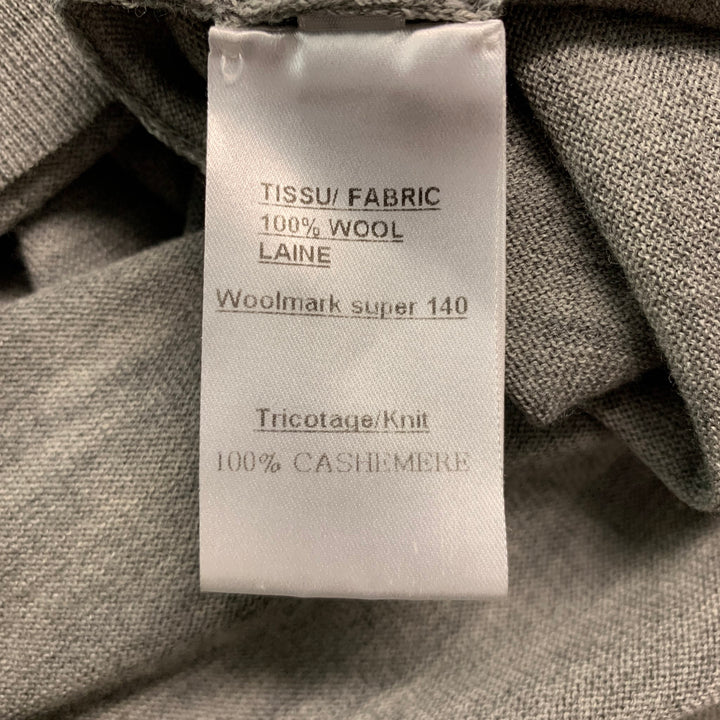 TISSU/ FABRIC
100% WOOL
LAINE
Woolmark super 140
Tricotage/Knit
100% CASHEMERE